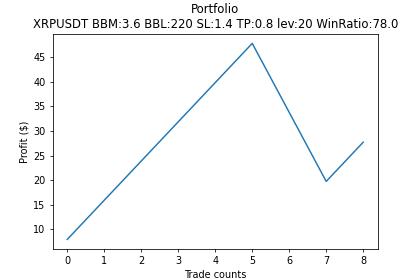 Portfolio
XRPUSDT BBM:3.6 BBL:220 SL:1.4 TP:0.8 lev:20 WinRatio:78.0
45
40
35
30
25
20
15
10
Profit ($)
0 1 2 3 4 5 6 7 8
Trade counts